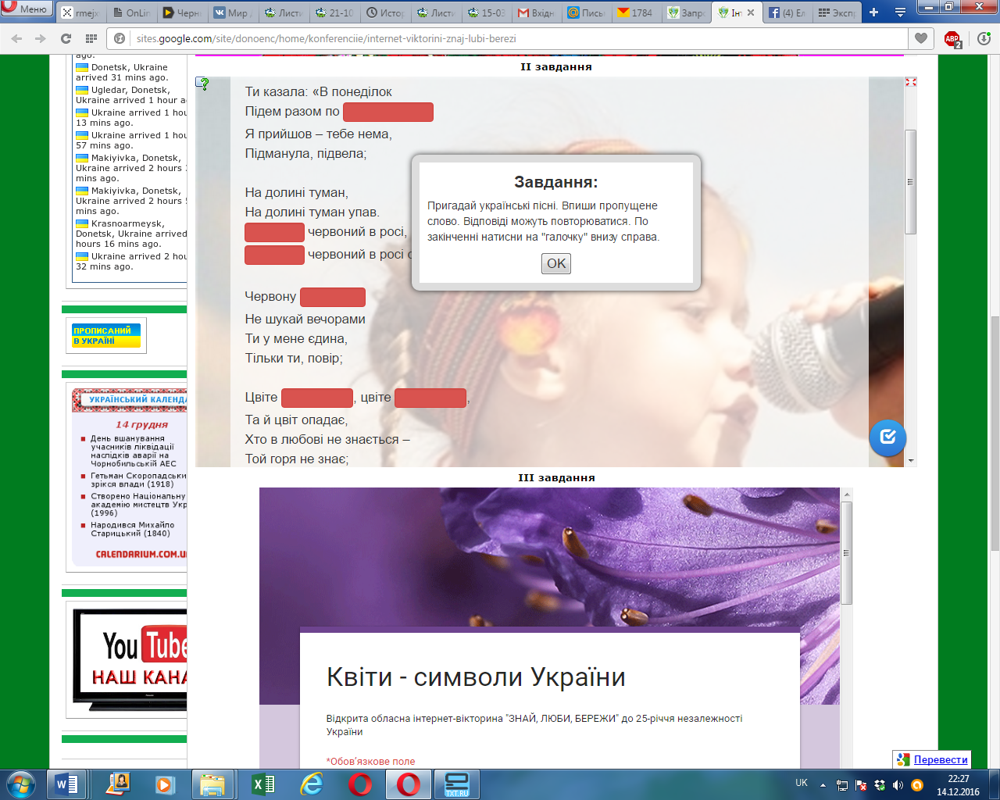 Меню
rmejx
OnLin
Черн
Мир
Листи
21-10
Истор
Листи
15-03
Вхідн
Пись
1784
Запро
Ін
(4) Ел
Экспр
sites.google.com/site/donoenc/home/konferenciie/internet-viktorini-znaj-lubi-berezi
ago.
Donetsk, Ukraine
arrived 31 mins ago.
Ugledar, Donetsk,
Ukraine arrived 1 hour a
Ukraine arrived 1 hou
13 mins ago.
Ukraine arrived 1 hou
57 mins ago.
Makiyivka, Donetsk,
Ukraine arrived 2 hours
mins ago.
Makiyivka, Donetsk,
Ukraine arrived 2 hours
mins ago.
Krasnoarmeysk,
Donetsk, Ukraine arrived
hours 16 mins ago.
Ukraine arrived 2 hou
32 mins ago.
ПРОПИСАНИЙ
В УКРАЇНІ
УКРАЇНСЬКИЙ КАЛЕНДА
14 грудня
День вшанування
учасників ліквідації
наслідків аварії на
Чорнобильській АЕС
Гетьман Скоропадськи
зрікся влади (1918)
Створено Національну
академію мистецтв Укр
(1996)
Народився Михайло
Старицький (1840)
CALENDARIUM.COM.U
You Tube
НАШ КАНА
II завдання
Ти казала: «В понеділок
Підем разом по
Я прийшов – тебе нема,
Підманула, підвела;
На долині туман,
На долині туман упав.
червоний в росі,
червоний в росі
Червону
Не шукай вечорами
Ти у мене єдина,
Тільки ти, повір;
Цвіте , цвіте ,
Та й цвіт опадає,
Хто в любові не знається –
Той горя не знає;
Завдання:
Пригадай українські пісні. Впиши пропущене
слово. Відповіді можуть повторюватися. По
закінченні натисни на "галочку" внизу справа.
OK
III завдання
Квіти - символи України
Відкрита обласна інтернет-вікторина "ЗНАЙ, ЛЮБИ, БЕРЕЖИ" до 25-річчя незалежності
України
*Обов'язкове поле
Перевести
TXT.RU
UK
22:27
14.12.2016